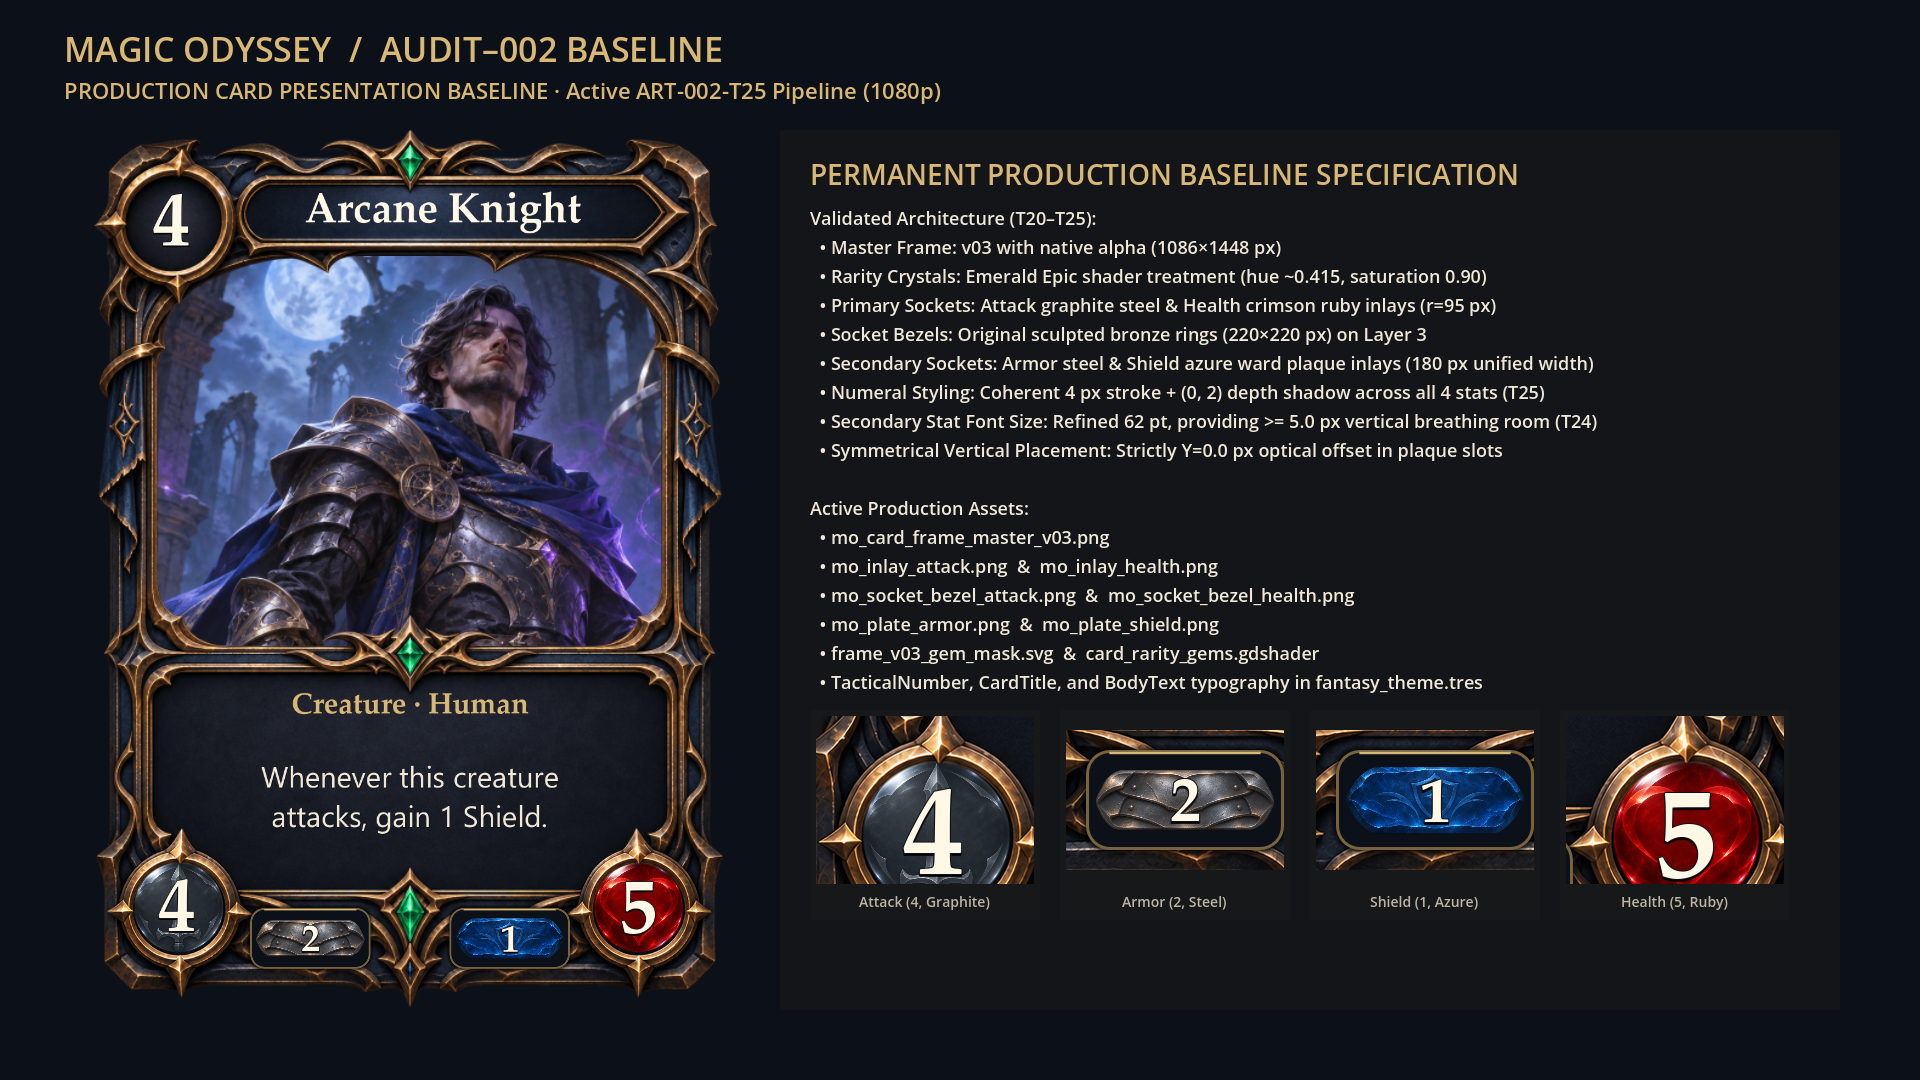 MAGIC ODYSSEY / AUDIT–002 BASELINE
PRODUCTION CARD PRESENTATION BASELINE · Active ART-002-T25 Pipeline (1080p)
4
Arcane Knight
Creature · Human
Whenever this creature
attacks, gain 1 Shield.
4
2
1
5
PERMANENT PRODUCTION BASELINE SPECIFICATION
Validated Architecture (T20–T25):
• Master Frame: v03 with native alpha (1086×1448 px)
• Rarity Crystals: Emerald Epic shader treatment (hue ~0.415, saturation 0.90)
• Primary Sockets: Attack graphite steel & Health crimson ruby inlays (r=95 px)
• Socket Bezels: Original sculpted bronze rings (220×220 px) on Layer 3
• Secondary Sockets: Armor steel & Shield azure ward plaque inlays (180 px unified width)
• Numeral Styling: Coherent 4 px stroke + (0, 2) depth shadow across all 4 stats (T25)
• Secondary Stat Font Size: Refined 62 pt, providing >= 5.0 px vertical breathing room (T24)
• Symmetrical Vertical Placement: Strictly Y=0.0 px optical offset in plaque slots
Active Production Assets:
• mo_card_frame_master_v03.png
• mo_inlay_attack.png & mo_inlay_health.png
• mo_socket_bezel_attack.png & mo_socket_bezel_health.png
• mo_plate_armor.png & mo_plate_shield.png
• frame_v03_gem_mask.svg & card_rarity_gems.gdshader
• TacticalNumber, CardTitle, and BodyText typography in fantasy_theme.tres
4
2
1
5
Attack (4, Graphite)
Armor (2, Steel)
Shield (1, Azure)
Health (5, Ruby)